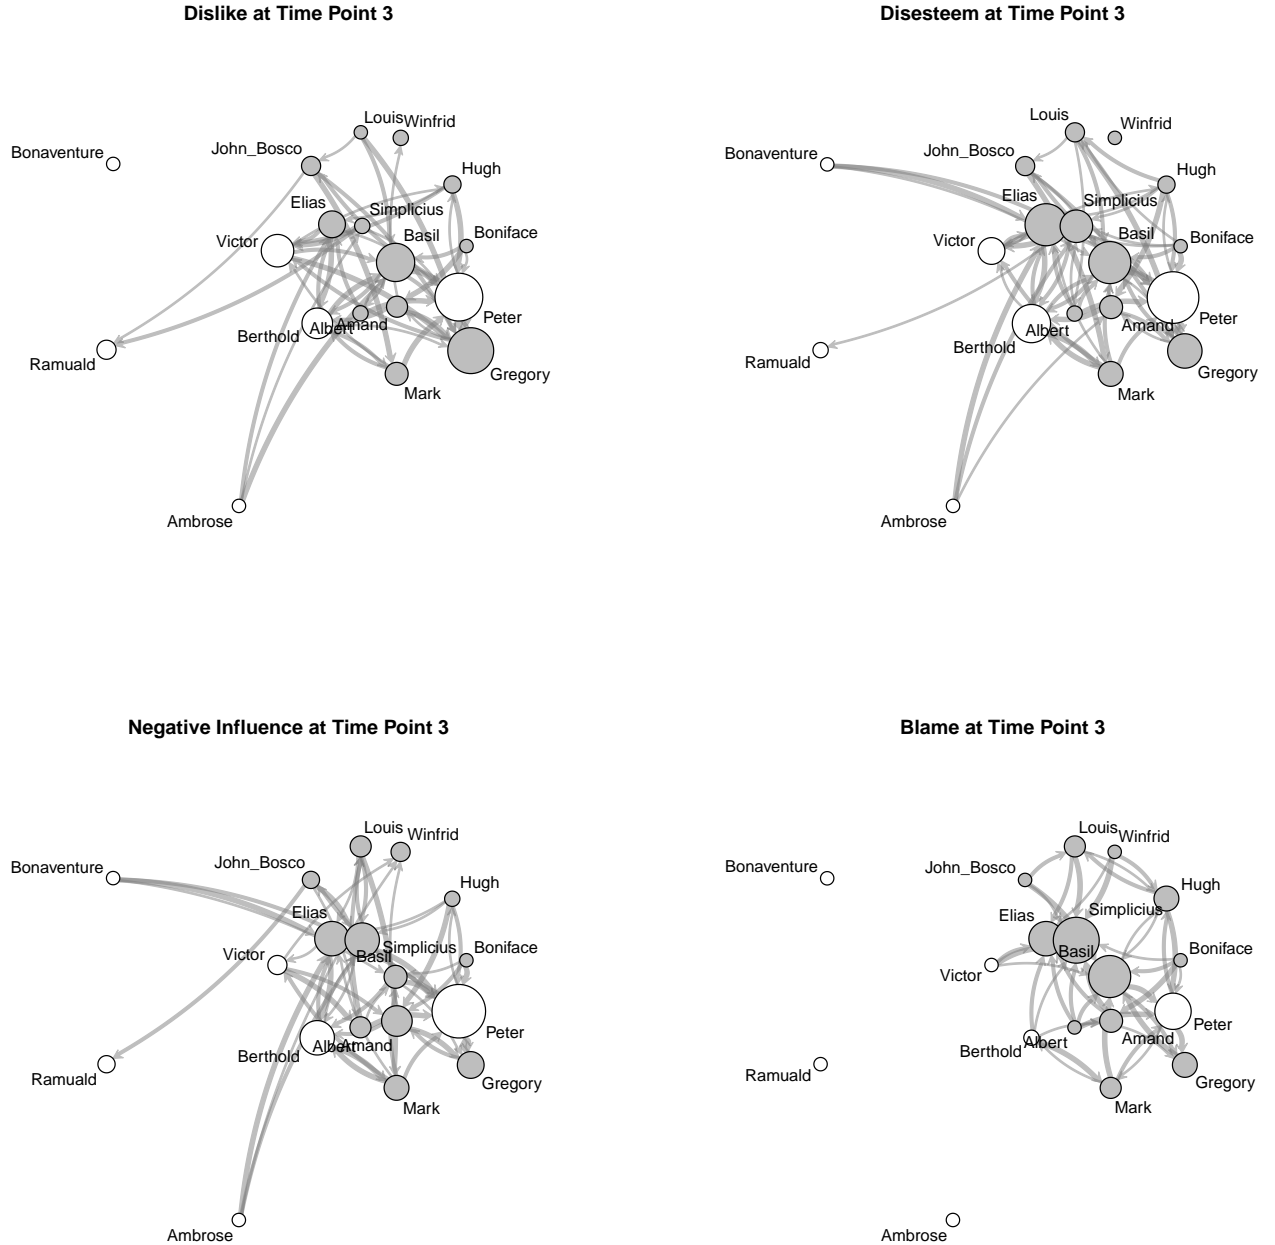 Dislike at Time Point 3
Louis
Winfrid
John_Bosco
Bonaventure
Hugh
Elias
Simplicius
Victor
Basil
Boniface
Peter
Berthold
Albert
Amand
Ramuald
Gregory
Mark
Ambrose
Disesteem at Time Point 3
Louis
Winfrid
John_Bosco
Bonaventure
Hugh
Elias
Simplicius
Victor
Basil
Boniface
Peter
Albert
Amand
Berthold
Ramuald
Gregory
Mark
Ambrose
Negative Influence at Time Point 3
Louis
Winfrid
John_Bosco
Bonaventure
Hugh
Elias
Simplicius
Victor
Basil
Boniface
Peter
Albert
Amand
Berthold
Ramuald
Gregory
Mark
Ambrose
Blame at Time Point 3
Louis
Winfrid
John_Bosco
Bonaventure
Hugh
Elias
Simplicius
Victor
Basil
Boniface
Peter
Amand
Albert
Berthold
Ramuald
Gregory
Mark
Ambrose